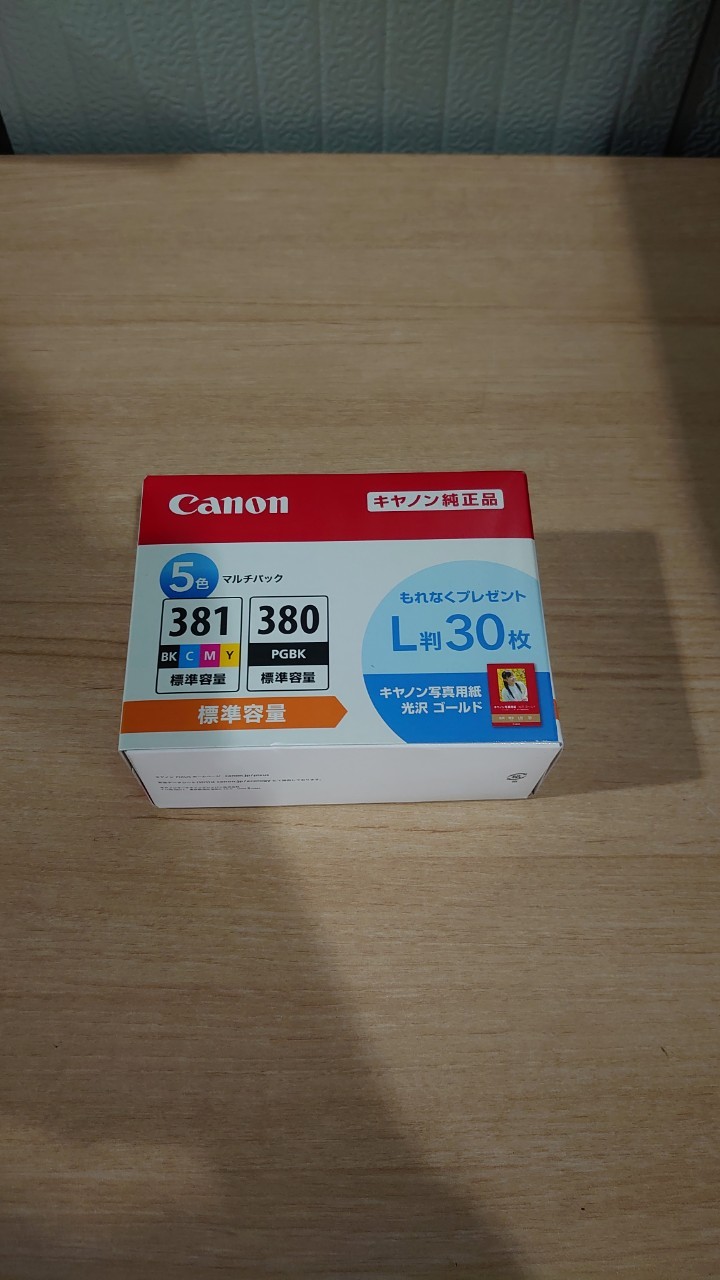 Canon
キヤノン純正品
5色 マルチパック
381
BK C M Y
標準容量
380
PGBK
標準容量
標準容量
もれなくプレゼント
L判30枚
キヤノン写真用紙
光沢 ゴールド